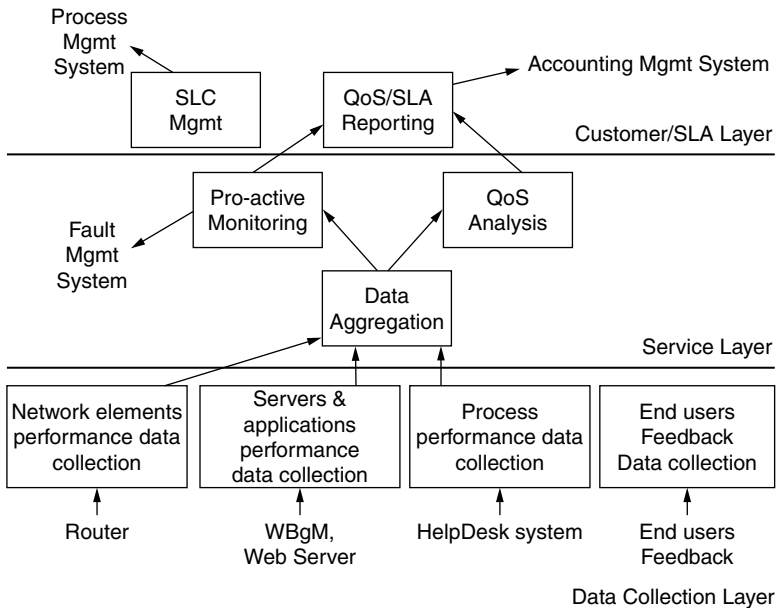 Process
Mgmt
System
SLC
Mgmt
QoS/SLA
Reporting
Accounting Mgmt System
Customer/SLA Layer
Pro-active
Monitoring
QoS
Analysis
Fault
Mgmt
System
Data
Aggregation
Service Layer
Network elements
performance data
collection
Servers &
applications
performance
data collection
Process
performance data
collection
End users
Feedback
Data collection
Router
WBgM,
Web Server
HelpDesk system
End users
Feedback
Data Collection Layer